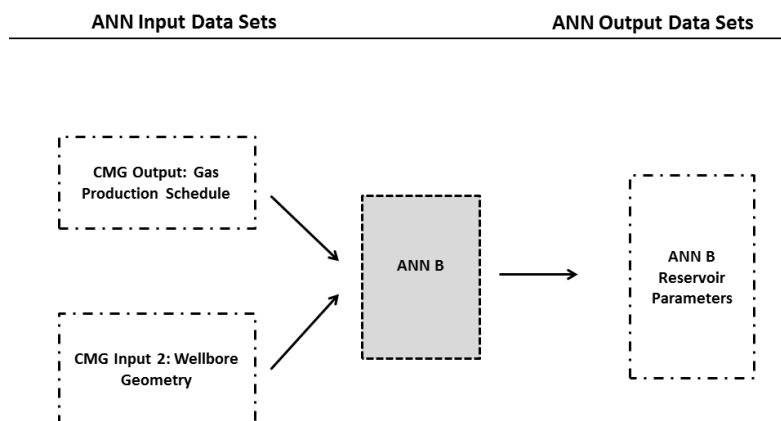 ANN Input Data Sets
ANN Output Data Sets
CMG Output: Gas
Production Schedule
ANN B
ANN B
Reservoir
Parameters
CMG Input 2: Wellbore
Geometry